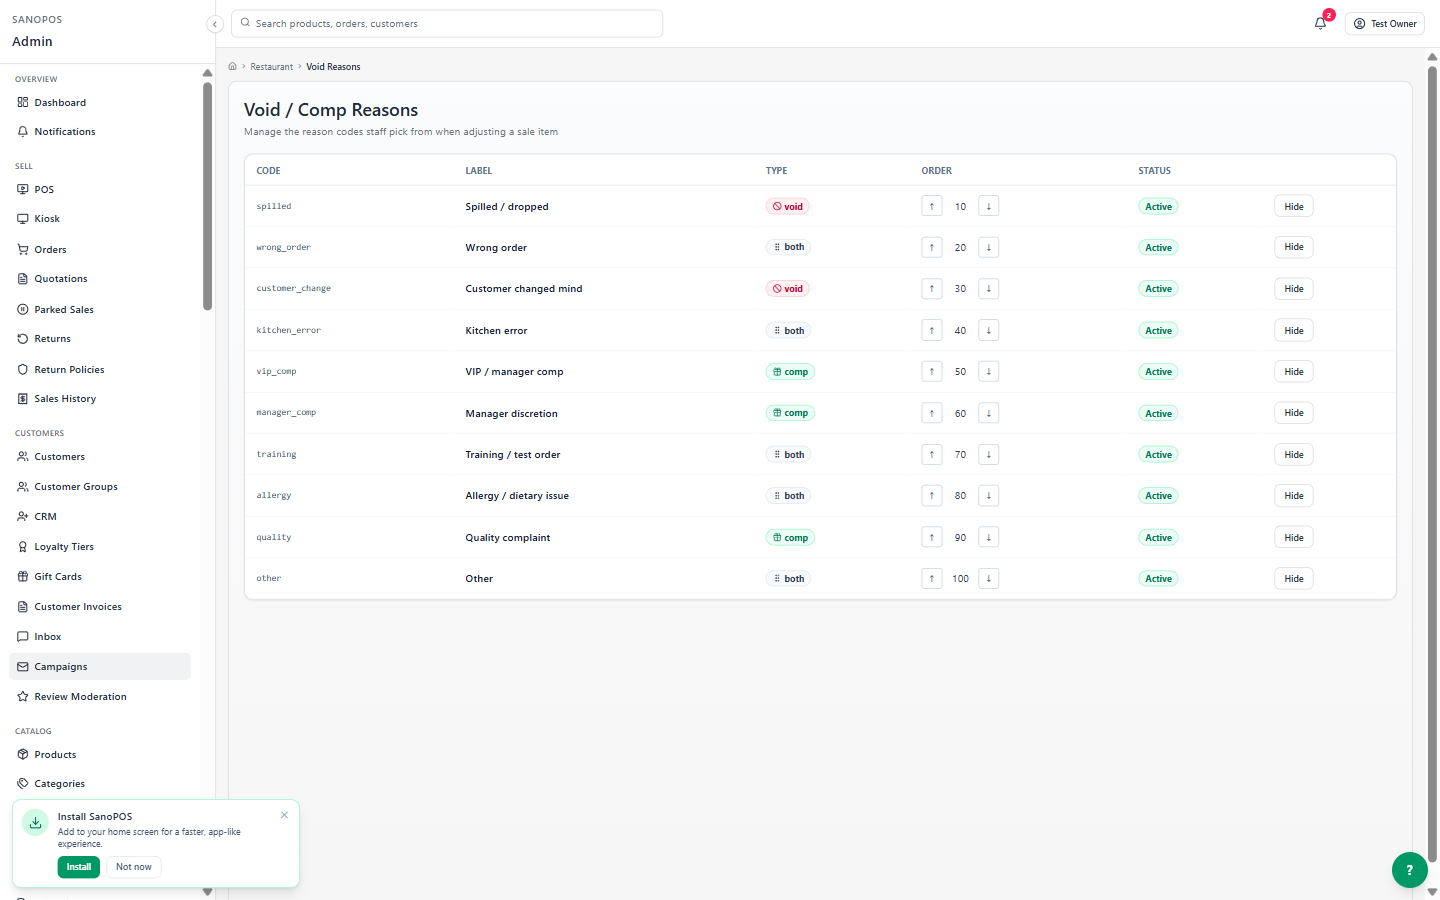 SANOPOS
Admin
Search products, orders, customers
2
Test Owner
OVERVIEW
Dashboard
Notifications
SELL
POS
Kiosk
Orders
Quotations
Parked Sales
Returns
Return Policies
Sales History
CUSTOMERS
Customers
Customer Groups
CRM
Loyalty Tiers
Gift Cards
Customer Invoices
Inbox
Campaigns
Review Moderation
CATALOG
Products
Categories
Restaurant > Void Reasons
Void / Comp Reasons
Manage the reason codes staff pick from when adjusting a sale item
CODE LABEL TYPE ORDER STATUS
spilled Spilled / dropped void ↑ 10 ↓ Active Hide
wrong_order Wrong order both ↑ 20 ↓ Active Hide
customer_change Customer changed mind void ↑ 30 ↓ Active Hide
kitchen_error Kitchen error both ↑ 40 ↓ Active Hide
vip_comp VIP / manager comp comp ↑ 50 ↓ Active Hide
manager_comp Manager discretion comp ↑ 60 ↓ Active Hide
training Training / test order both ↑ 70 ↓ Active Hide
allergy Allergy / dietary issue both ↑ 80 ↓ Active Hide
quality Quality complaint comp ↑ 90 ↓ Active Hide
other Other both ↑ 100 ↓ Active Hide
Install SanoPOS
Add to your home screen for a faster, app-like
experience.
Install
Not now
?